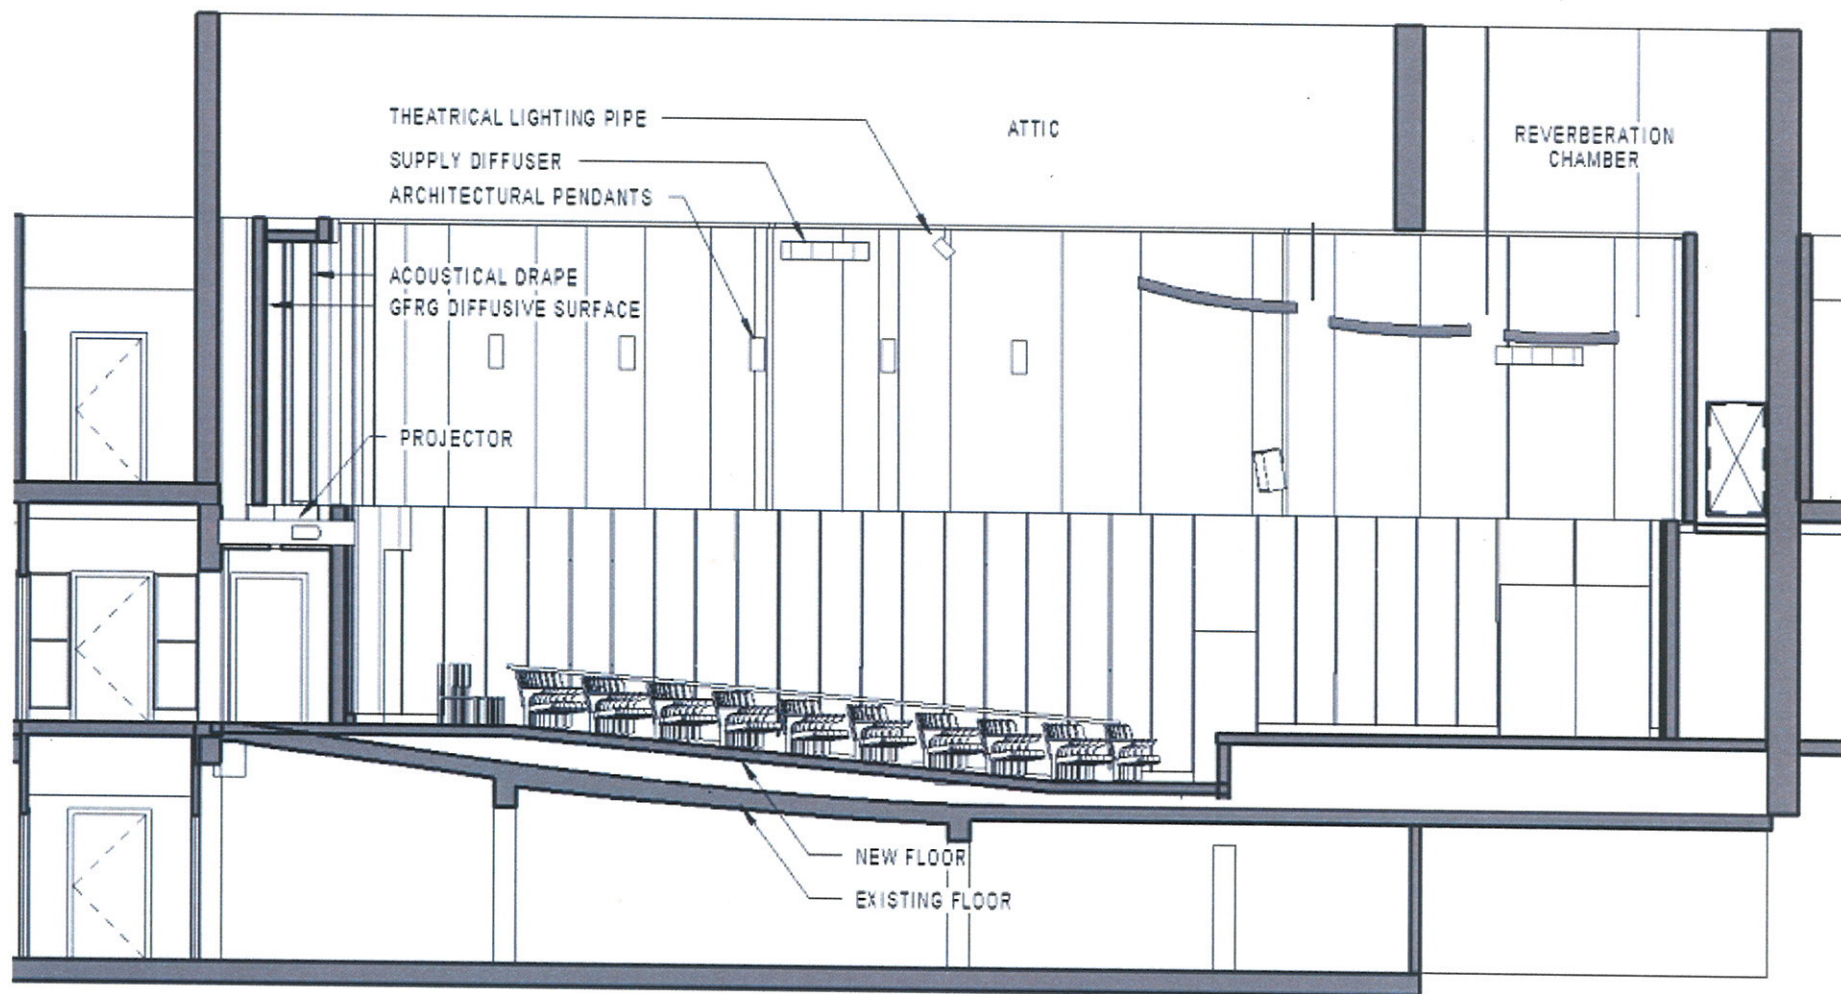 THEATRICAL LIGHTING PIPE
SUPPLY DIFFUSER
ARCHITECTURAL PENDANTS
ATTIC
REVERBERATION
CHAMBER
ACOUSTICAL DRAPE
GFRG DIFFUSIVE SURFACE
PROJECTOR
NEW FLOOR
EXISTING FLOOR